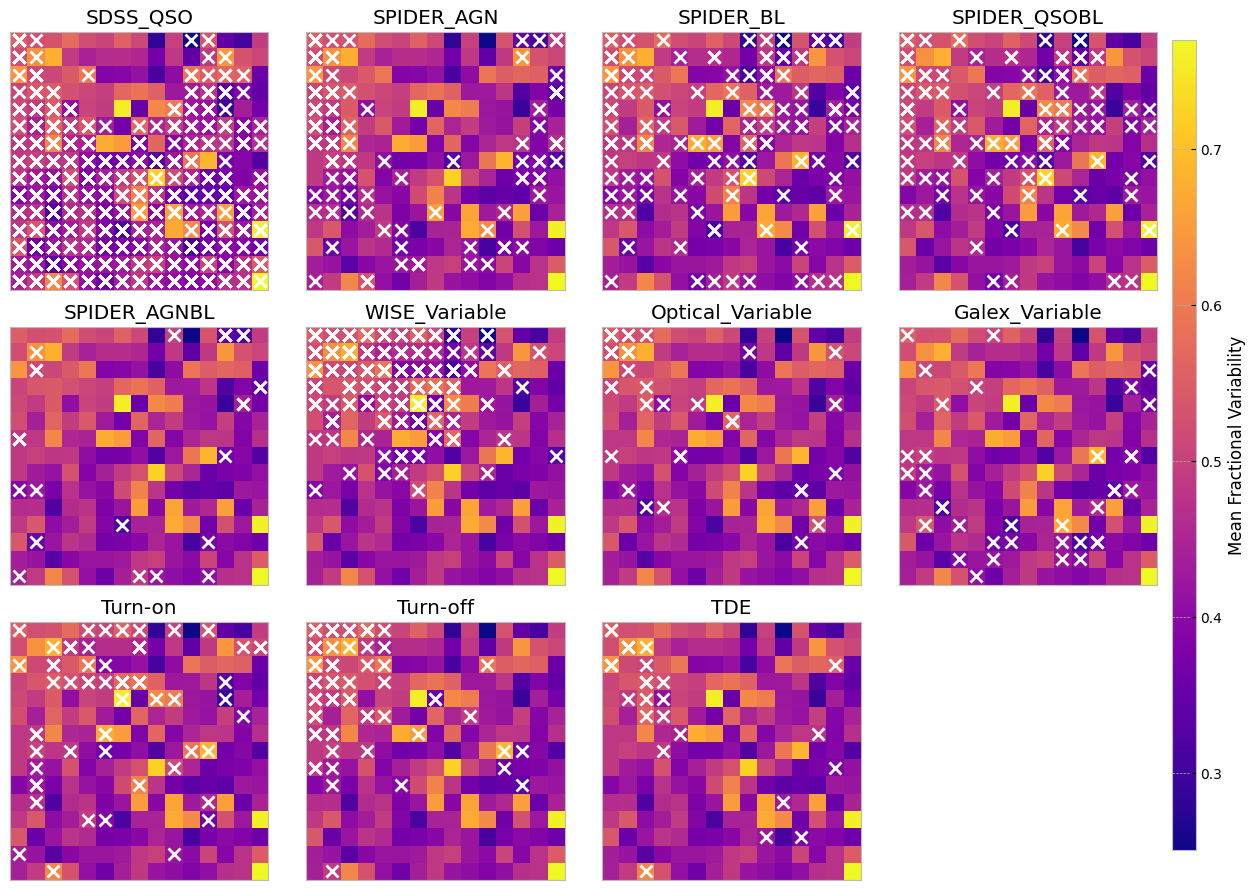 SDSS_QSO
SPIDER_AGN
SPIDER_BL
SPIDER_QSOBL
SPIDER_AGNBL
WISE_Variable
Optical_Variable
Galex_Variable
Turn-on
Turn-off
TDE
0.7
0.6
0.5
0.4
0.3
Mean Fractional Variability